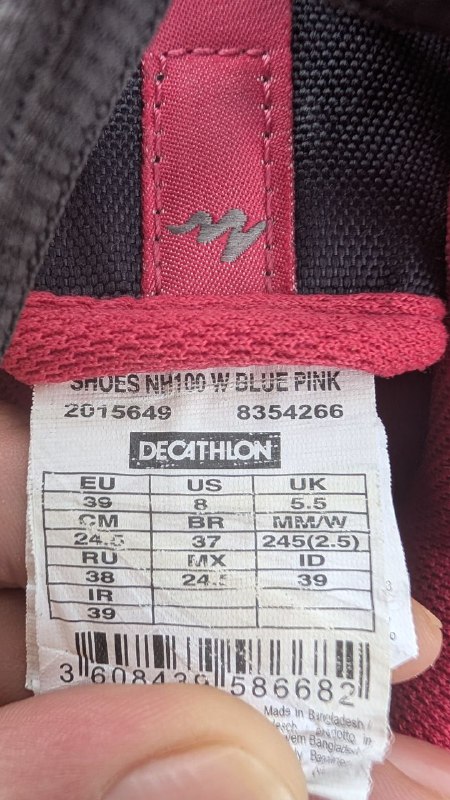 SHOES NH100 W BLUE PINK
2015649 8354266
DECATHLON
EU US UK
39 8 5.5
CM BR MM/W
24.5 37 245(2.5)
RU MX ID
38 24.5 39
IR
39
3 608439 586682
Made in Bangladesh /
desch
Bangladesh